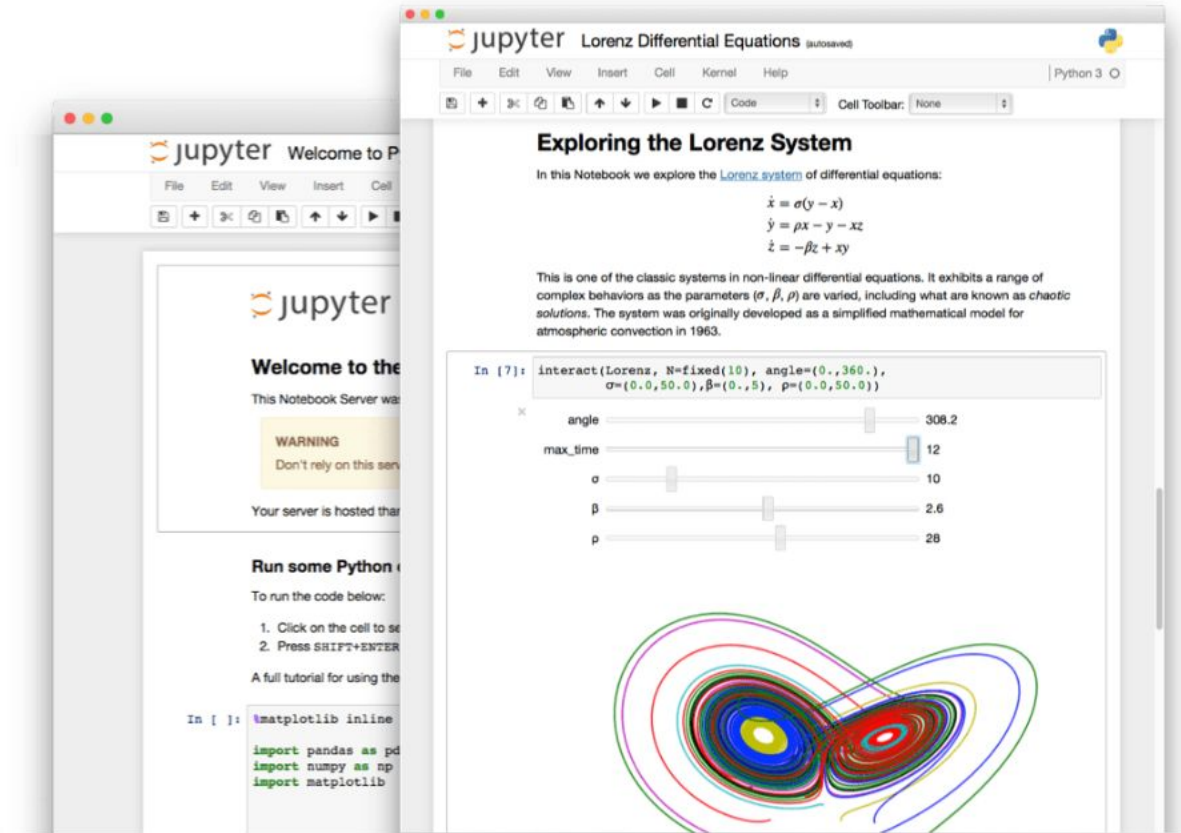 jupyter Lorenz Differential Equations (autosaved)
File Edit View Insert Cell Kernel Help Python 3
Code Cell Toolbar: None
Exploring the Lorenz System
In this Notebook we explore the Lorenz system of differential equations:
ẋ = σ(y − x)
ẏ = ρx − y − xz
ż = −βz + xy
This is one of the classic systems in non-linear differential equations. It exhibits a range of
complex behaviors as the parameters (σ, β, ρ) are varied, including what are known as chaotic
solutions. The system was originally developed as a simplified mathematical model for
atmospheric convection in 1963.
In [7]: interact(Lorenz, N=fixed(10), angle=(0.,360.),
σ=(0.0,50.0),β=(0.,5), ρ=(0.0,50.0))
angle 308.2
max_time 12
σ 10
β 2.6
ρ 28
jupyter Welcome to P
File Edit View Insert Cell
jupyter
Welcome to the
This Notebook Server was
WARNING
Don't rely on this serv
Your server is hosted than
Run some Python
To run the code below:
1. Click on the cell to se
2. Press SHIFT+ENTER
A full tutorial for using the
In [ ]: %matplotlib inline
import pandas as pd
import numpy as np
import matplotlib